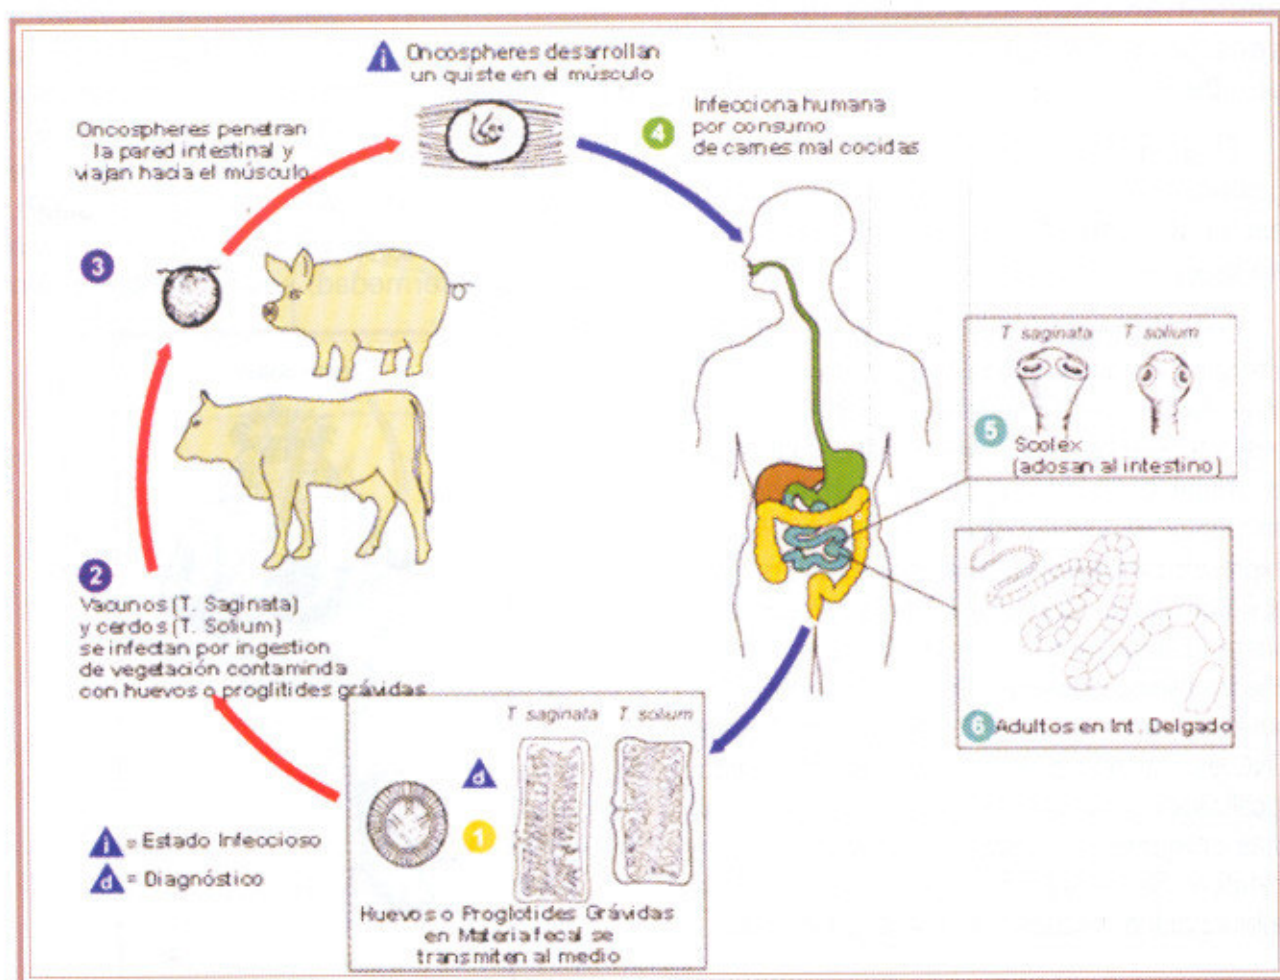 i
Oncospheres desarrollan
un quiste en el músculo
4
Infecciona humana
por consumo
de carnes mal cocidas
Oncospheres penetran
la pared intestinal y
viajan hacia el músculo.
3
T saginata T solium
5
Scolex
(adosan al intestino)
2
Vacunos (T. Saginata)
y cerdos (T. Solium)
se infectan por ingestion
de vegetación contaminda
con huevos o proglitides grávidas
6 Adultos en Int. Delgado
T saginata T solium
d
1
Huevos o Proglotides Grávidas
en Materia fecal se
transmiten al medio
i = Estado Infeccioso
d = Diagnóstico